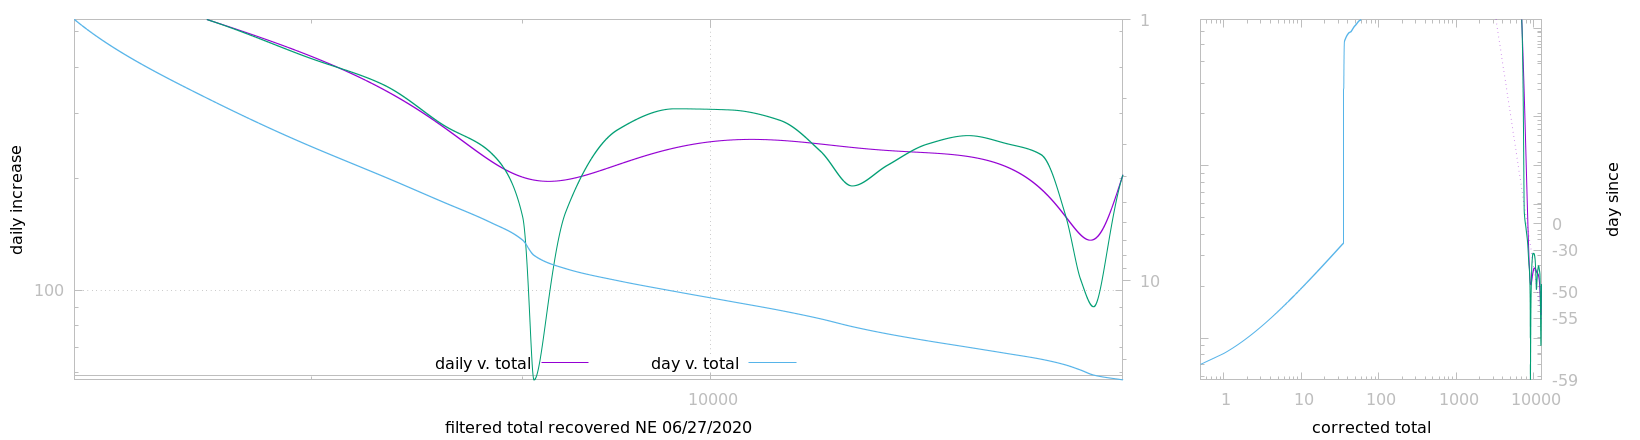 daily increase
100
daily v. total
day v. total
10000
filtered total recovered NE 06/27/2020
1
10
day since
0
-30
-50
-55
-59
1 10 100 1000 10000
corrected total